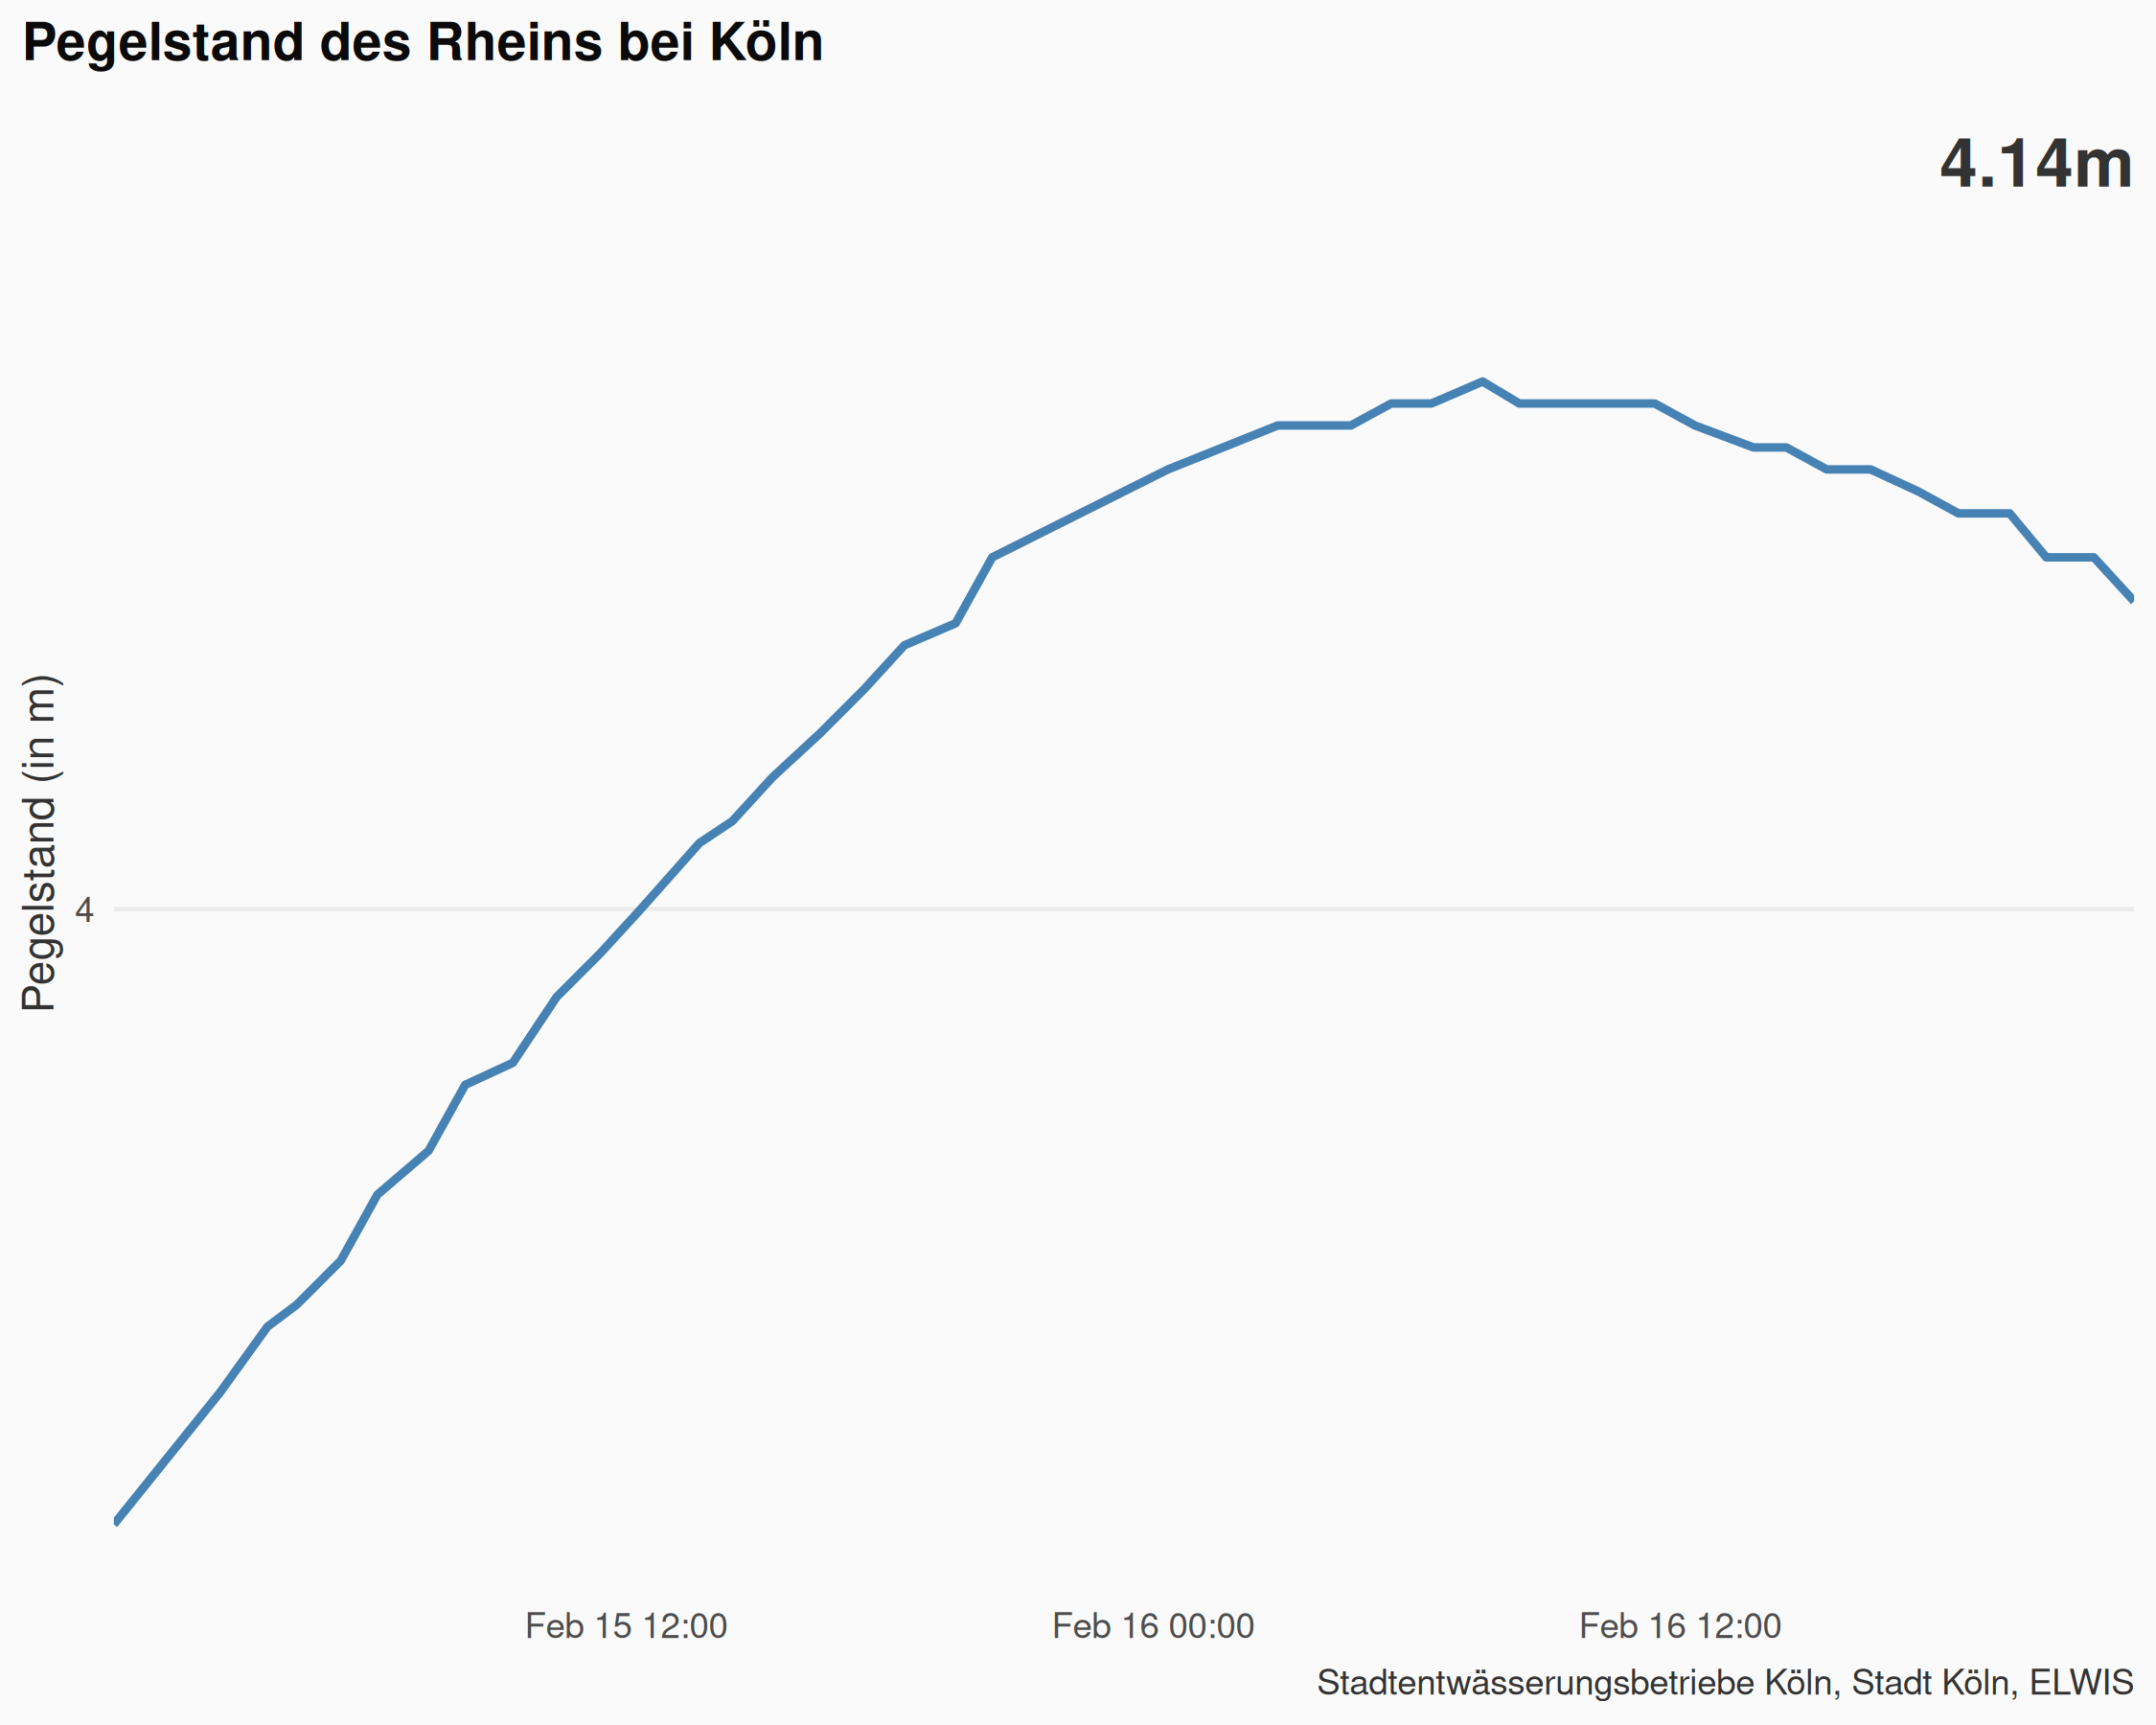 Pegelstand des Rheins bei Köln
4.14m
Pegelstand (in m)
4
Feb 15 12:00
Feb 16 00:00
Feb 16 12:00
Stadtentwässerungsbetriebe Köln, Stadt Köln, ELWIS